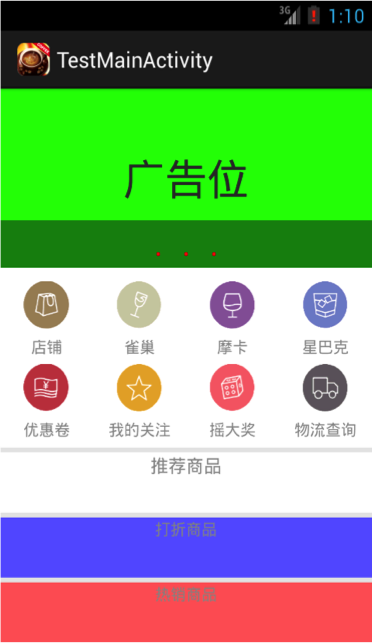 3G 1:10
TestMainActivity
广告位
店铺 雀巢 摩卡 星巴克
优惠卷 我的关注 摇大奖 物流查询
推荐商品
打折商品
热销商品